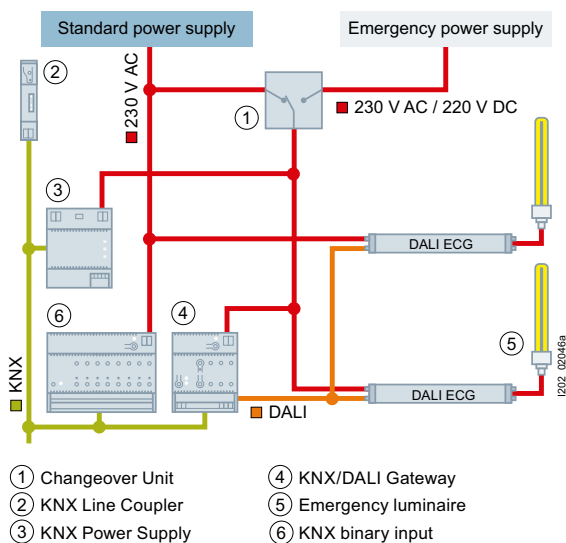 Standard power supply
Emergency power supply
2
230 V AC
1
230 V AC / 220 V DC
3
DALI ECG
6
4
5
KNX
DALI
DALI ECG
I202_02046a
1 Changeover Unit
2 KNX Line Coupler
3 KNX Power Supply
4 KNX/DALI Gateway
5 Emergency luminaire
6 KNX binary input